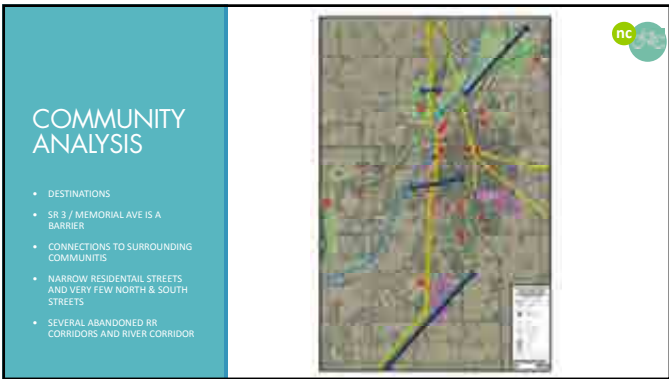 nc
COMMUNITY
ANALYSIS
• DESTINATIONS
• SR 3 / MEMORIAL AVE IS A
BARRIER
• CONNECTIONS TO SURROUNDING
COMMUNITIS
• NARROW RESIDENTAIL STREETS
AND VERY FEW NORTH & SOUTH
STREETS
• SEVERAL ABANDONED RR
CORRIDORS AND RIVER CORRIDOR